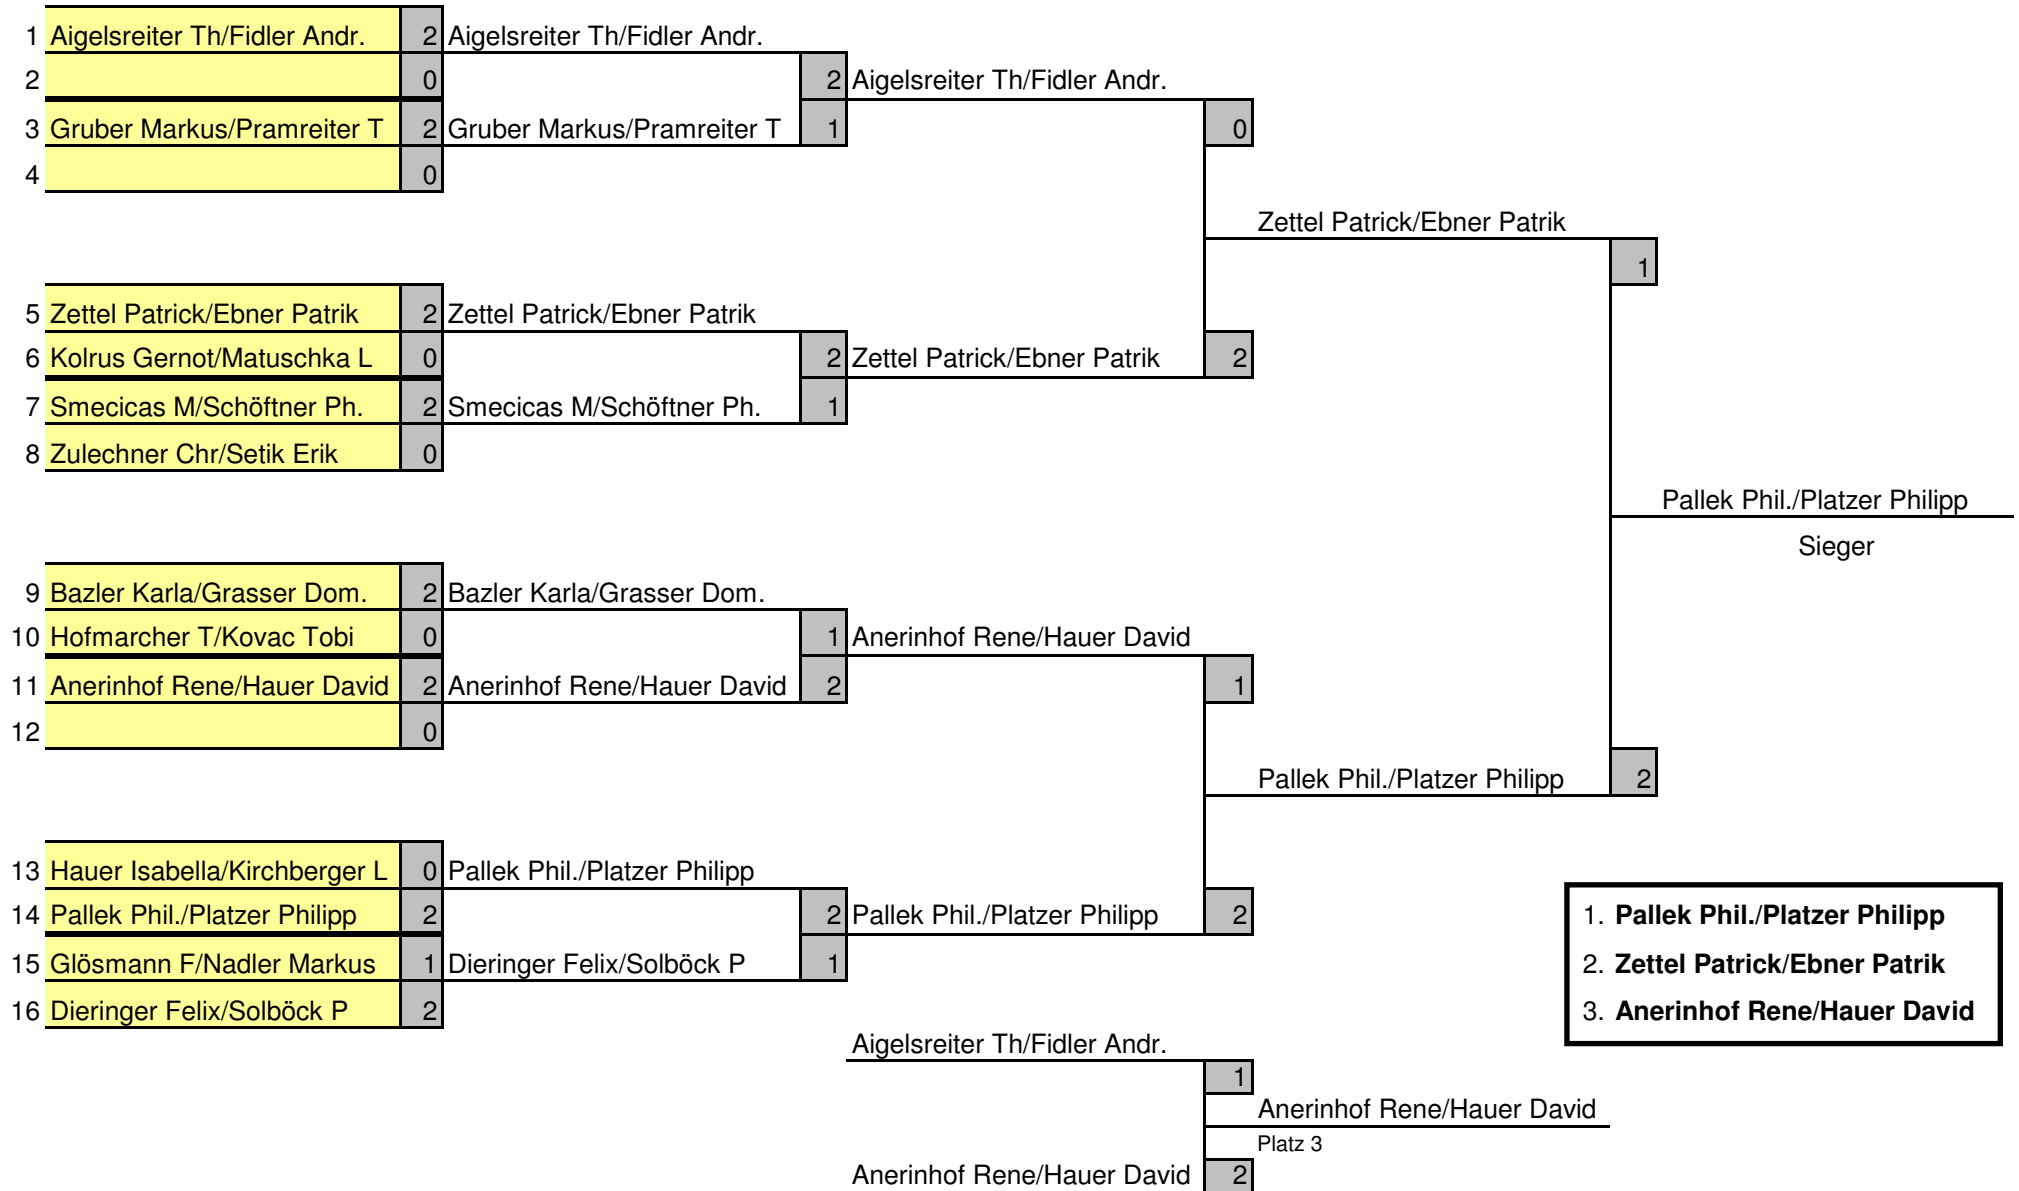 1 Aigelsreiter Th/Fidler Andr. 2 Aigelsreiter Th/Fidler Andr.
2 0 2 Aigelsreiter Th/Fidler Andr.
3 Gruber Markus/Pramreiter T 2 Gruber Markus/Pramreiter T 1 0
4 0
Zettel Patrick/Ebner Patrik
1
5 Zettel Patrick/Ebner Patrik 2 Zettel Patrick/Ebner Patrik
6 Kolrus Gernot/Matuschka L 0 2 Zettel Patrick/Ebner Patrik 2
7 Smecicas M/Schöftner Ph. 2 Smecicas M/Schöftner Ph. 1
8 Zulechner Chr/Setik Erik 0
Pallek Phil./Platzer Philipp
Sieger
9 Bazler Karla/Grasser Dom. 2 Bazler Karla/Grasser Dom.
10 Hofmarcher T/Kovac Tobi 0 1 Anerinhof Rene/Hauer David
11 Anerinhof Rene/Hauer David 2 Anerinhof Rene/Hauer David 2 1
12 0
Pallek Phil./Platzer Philipp 2
13 Hauer Isabella/Kirchberger L 0 Pallek Phil./Platzer Philipp
14 Pallek Phil./Platzer Philipp 2 2 Pallek Phil./Platzer Philipp 2 1. Pallek Phil./Platzer Philipp
15 Glösmann F/Nadler Markus 1 Dieringer Felix/Solböck P 1 2. Zettel Patrick/Ebner Patrik
16 Dieringer Felix/Solböck P 2 3. Anerinhof Rene/Hauer David
Aigelsreiter Th/Fidler Andr.
1
Anerinhof Rene/Hauer David
Platz 3
Anerinhof Rene/Hauer David 2